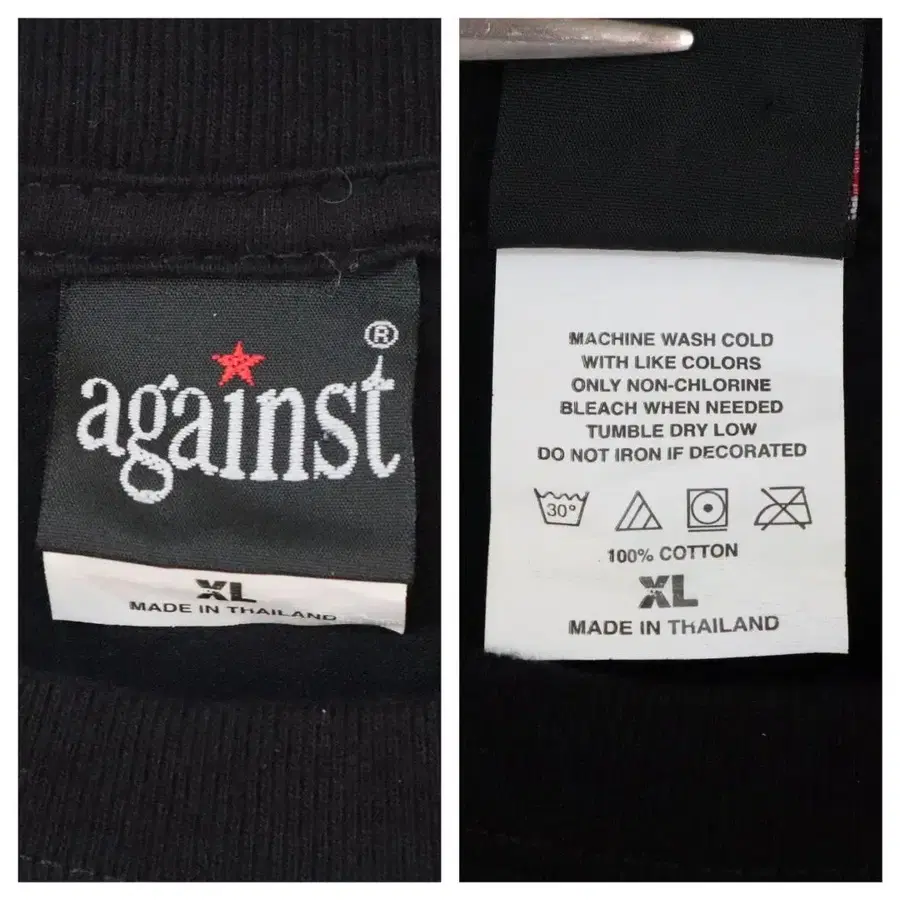 ®
against
XL
MADE IN THAILAND
MACHINE WASH COLD
WITH LIKE COLORS
ONLY NON-CHLORINE
BLEACH WHEN NEEDED
TUMBLE DRY LOW
DO NOT IRON IF DECORATED
30°
100% COTTON
XL
MADE IN THAILAND